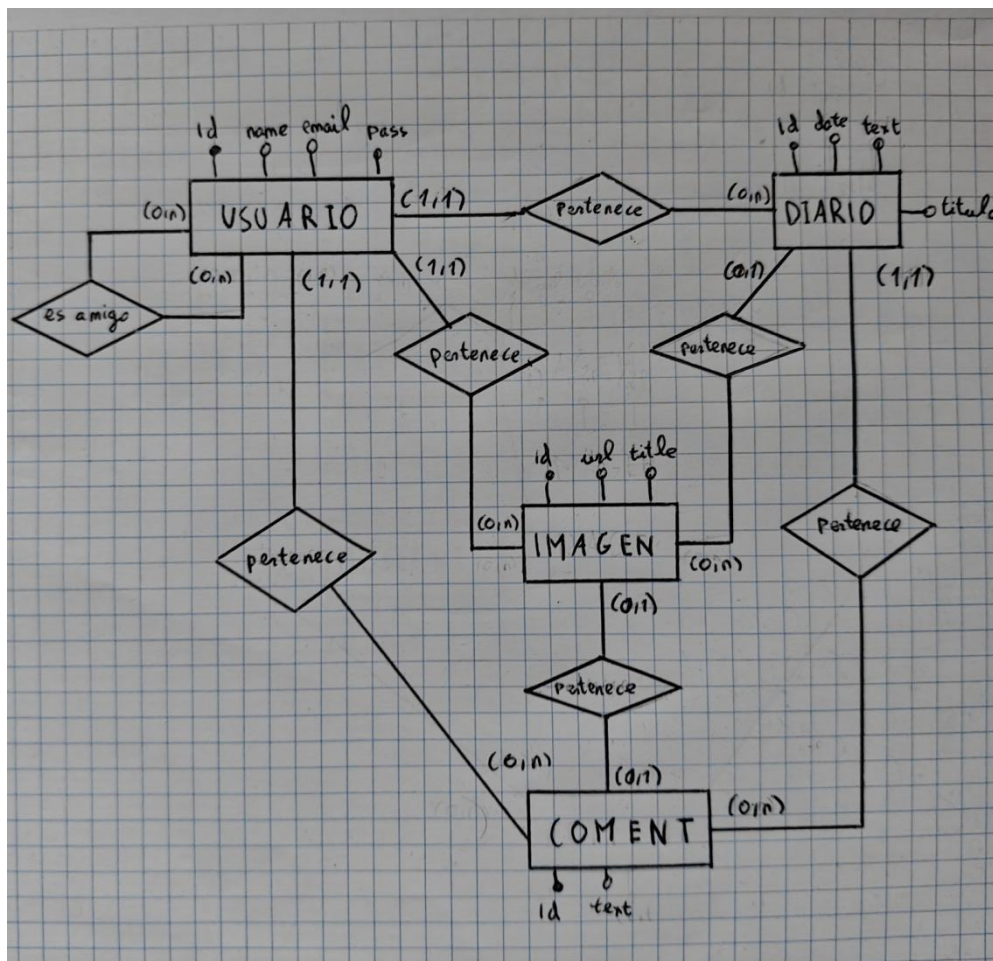 id name email pass
id date text
(0,n) USUARIO (1,1) pertenece (0,n) DIARIO titulo
(0,n) (1,1) (1,1) (0,1) (1,1)
es amigo
pertenece pertenece
id url title
(0,n) IMAGEN (0,n)
pertenece pertenece
(0,1)
pertenece
(0,n) (0,1) (0,n)
COMENT
id text